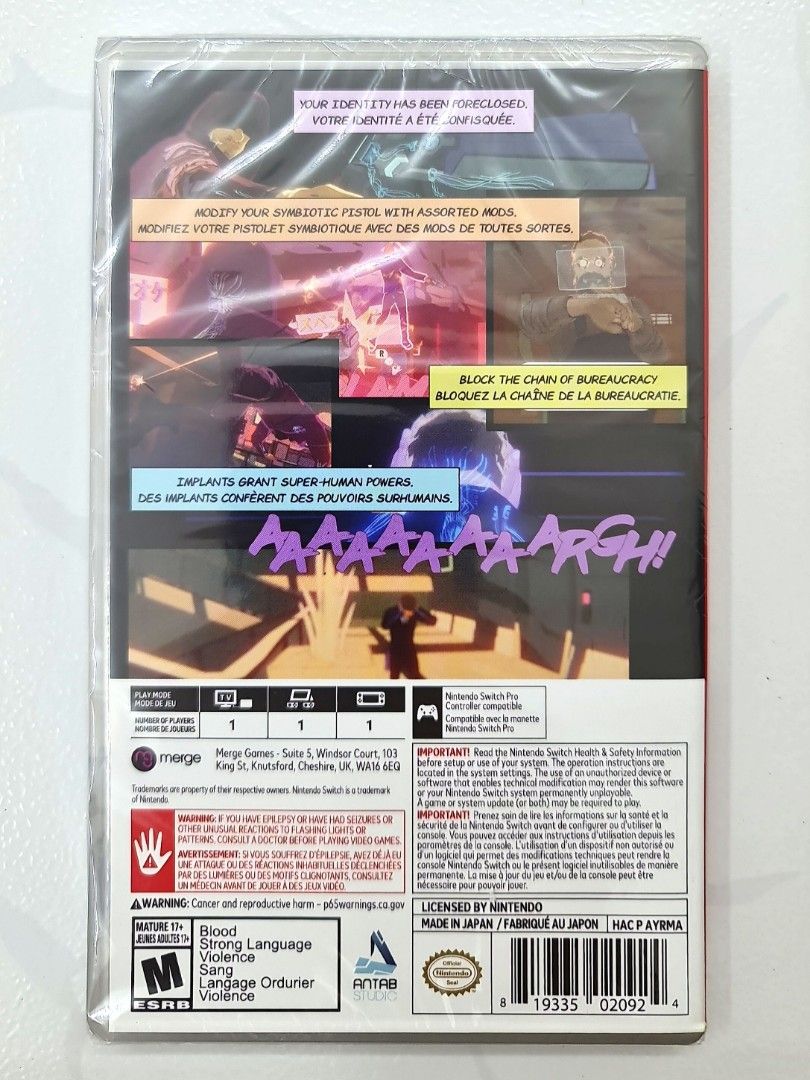 YOUR IDENTITY HAS BEEN FORECLOSED.
VOTRE IDENTITÉ A ÉTÉ CONFISQUÉE.
MODIFY YOUR SYMBIOTIC PISTOL WITH ASSORTED MODS.
MODIFIEZ VOTRE PISTOLET SYMBIOTIQUE AVEC DES MODS DE TOUTES SORTES.
スペ
R
BLOCK THE CHAIN OF BUREAUCRACY
BLOQUEZ LA CHAÎNE DE LA BUREAUCRATIE.
IMPLANTS GRANT SUPER-HUMAN POWERS.
DES IMPLANTS CONFÈRENT DES POUVOIRS SURHUMAINS.
AAAAAAAAARGH!
PLAY MODE
MODE DE JEU
TV
NUMBER OF PLAYERS
NOMBRE DE JOUEURS
1 1 1
Nintendo Switch Pro
Controller compatible
Compatible avec la manette
Nintendo Switch Pro
merge
Merge Games - Suite 5, Windsor Court, 103
King St, Knutsford, Cheshire, UK, WA16 6EQ
Trademarks are property of their respective owners. Nintendo Switch is a trademark
of Nintendo.
WARNING: IF YOU HAVE EPILEPSY OR HAVE HAD SEIZURES OR
OTHER UNUSUAL REACTIONS TO FLASHING LIGHTS OR
PATTERNS, CONSULT A DOCTOR BEFORE PLAYING VIDEO GAMES.
AVERTISSEMENT: SI VOUS SOUFFREZ D'ÉPILEPSIE, AVEZ DÉJÀ EU
UNE ATTAQUE OU DES RÉACTIONS INHABITUELLES DÉCLENCHÉES
PAR DES LUMIÈRES OU DES MOTIFS CLIGNOTANTS, CONSULTEZ
UN MÉDECIN AVANT DE JOUER À DES JEUX VIDÉO.
WARNING: Cancer and reproductive harm - p65warnings.ca.gov
IMPORTANT! Read the Nintendo Switch Health & Safety Information
before setup or use of your system. The operation instructions are
located in the system settings. The use of an unauthorized device or
software that enables technical modification may render this software
or your Nintendo Switch system permanently unplayable.
A game or system update (or both) may be required to play.
IMPORTANT! Prenez soin de lire les informations sur la santé et la
sécurité de la Nintendo Switch avant de configurer ou d'utiliser la
console. Vous pouvez accéder aux instructions d'utilisation depuis les
paramètres de la console. L'utilisation d'un dispositif non autorisé ou
d'un logiciel qui permet des modifications techniques peut rendre la
console Nintendo Switch ou le présent logiciel inutilisables de manière
permanente. La mise à jour du jeu et/ou de la console peut être
nécessaire pour pouvoir jouer.
LICENSED BY NINTENDO
MADE IN JAPAN / FABRIQUÉ AU JAPON HAC P AYRMA
MATURE 17+
JEUNES ADULTES 17+
M
ESRB
Blood
Strong Language
Violence
Sang
Langage Ordurier
Violence
ANTAB
STUDIO
Official
Nintendo
Seal
8 19335 02092 4